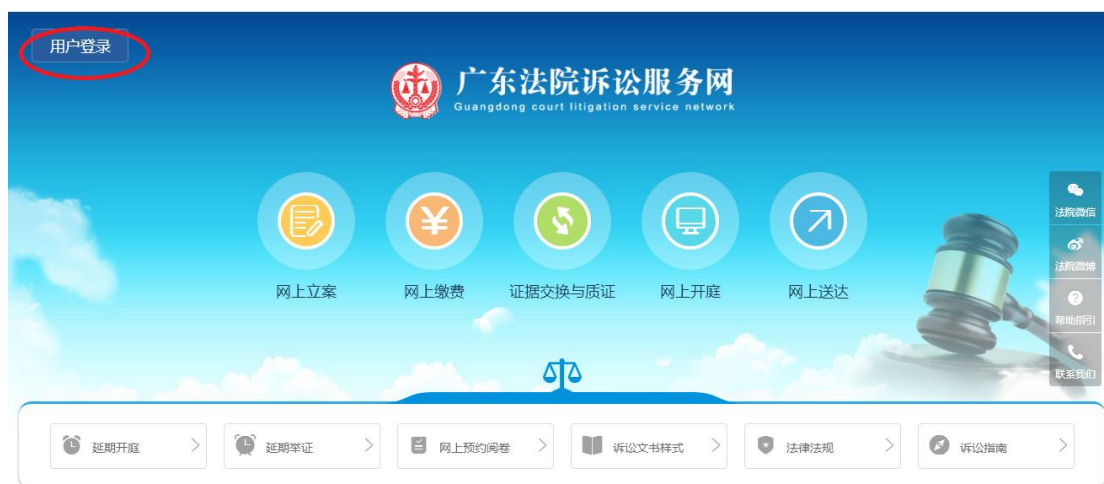 用户登录
广东法院诉讼服务网
Guangdong court litigation service network
网上立案
网上缴费
证据交换与质证
网上开庭
网上送达
法院微信
法院微博
帮助指引
联系我们
延期开庭
延期举证
网上预约阅卷
诉讼文书样式
法律法规
诉讼指南